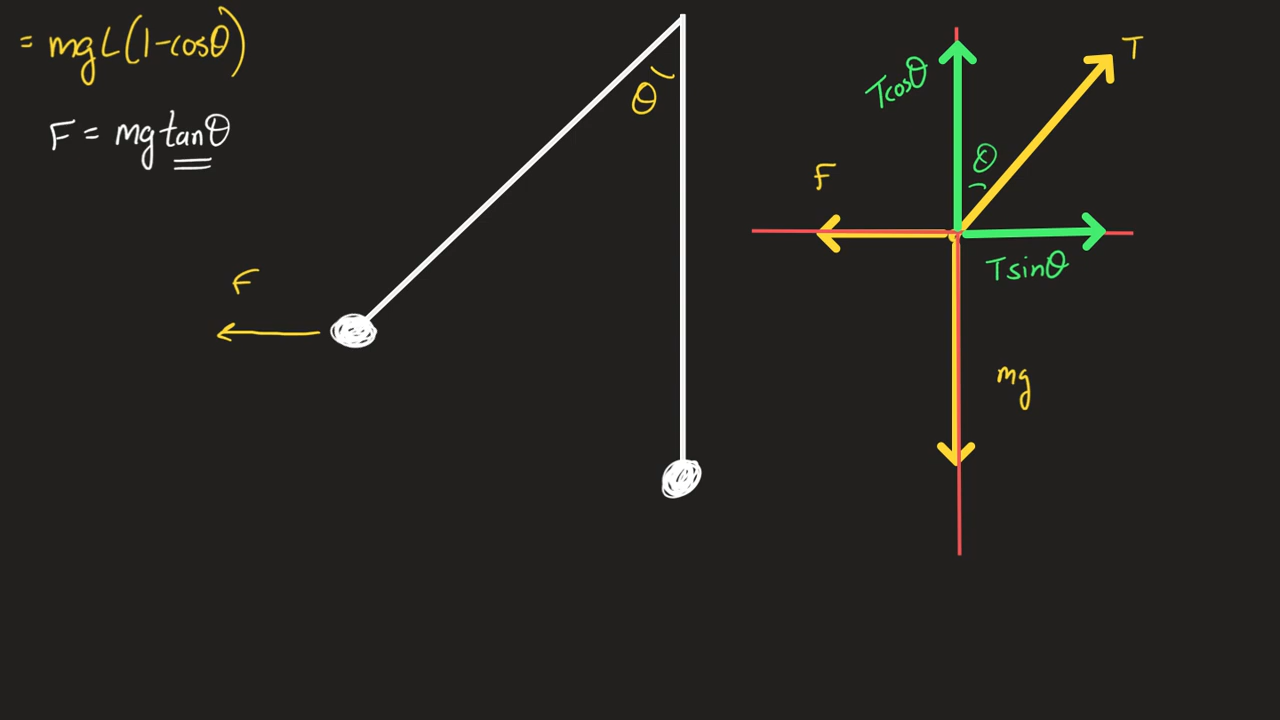 = mgL(1-cosθ)
F = mg tanθ
θ
F
T
Tcosθ
θ
F
Tsinθ
mg